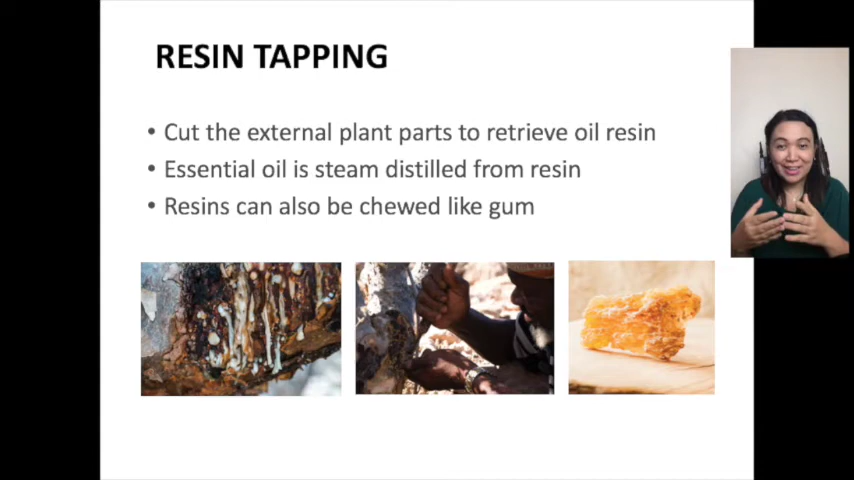 RESIN TAPPING
• Cut the external plant parts to retrieve oil resin
• Essential oil is steam distilled from resin
• Resins can also be chewed like gum